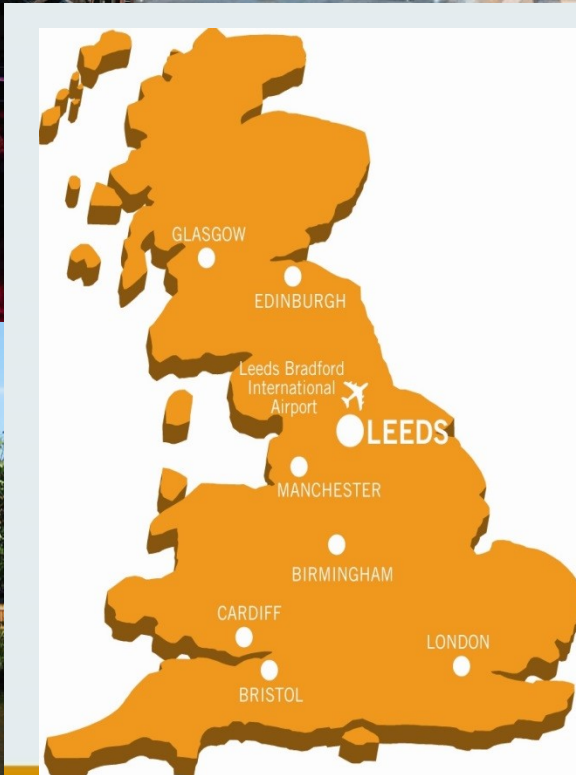 GLASGOW
EDINBURGH
Leeds Bradford
International
Airport
LEEDS
MANCHESTER
BIRMINGHAM
CARDIFF
LONDON
BRISTOL